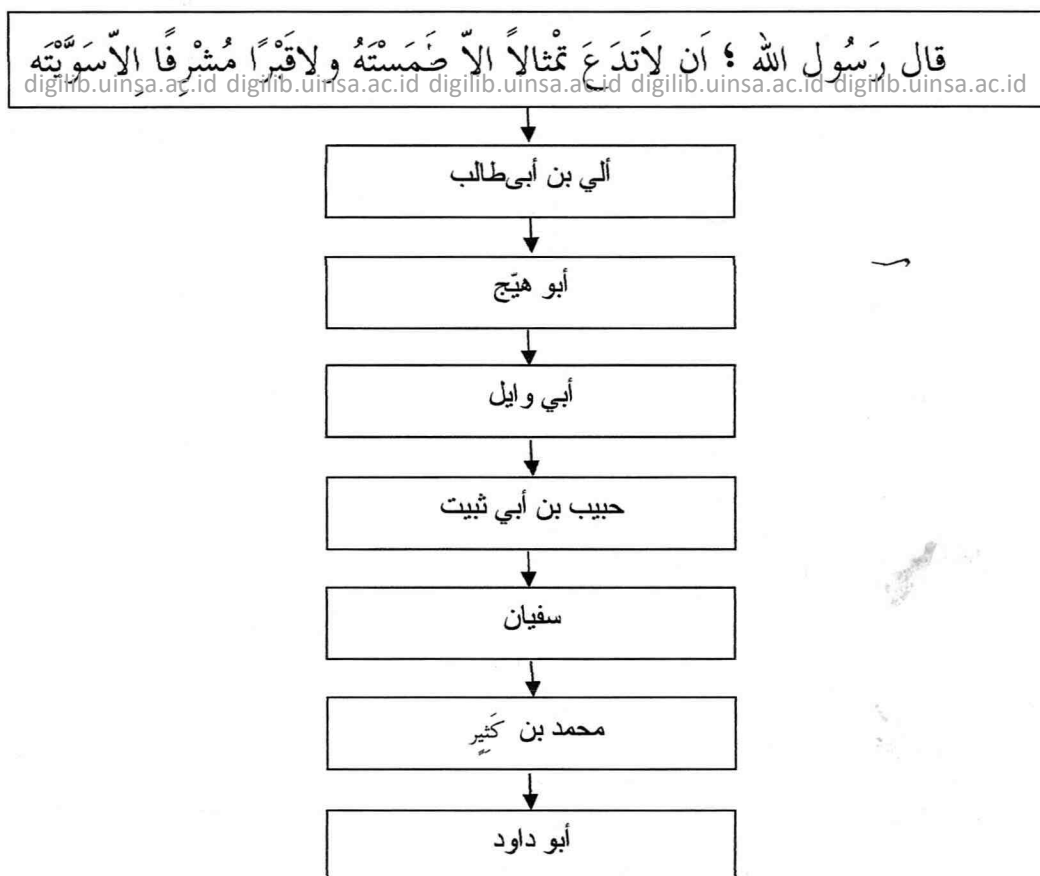 قال رَسُول الله ؛ اَن لاَتدَعَ تمْثالاً الاّ طَمَسْتَهُ ولاقَبْرًا مُشْرِفًا اِلاّسَوَّيْتَه
digilib.uinsa.ac.id digilib.uinsa.ac.id digilib.uinsa.ac.id digilib.uinsa.ac.id digilib.uinsa.ac.id
ألي بن أبىطالب
أبو هيّج
أبي وايل
حبيب بن أبي ثبيت
سفيان
محمد بن كَثِيرٍ
أبو داود